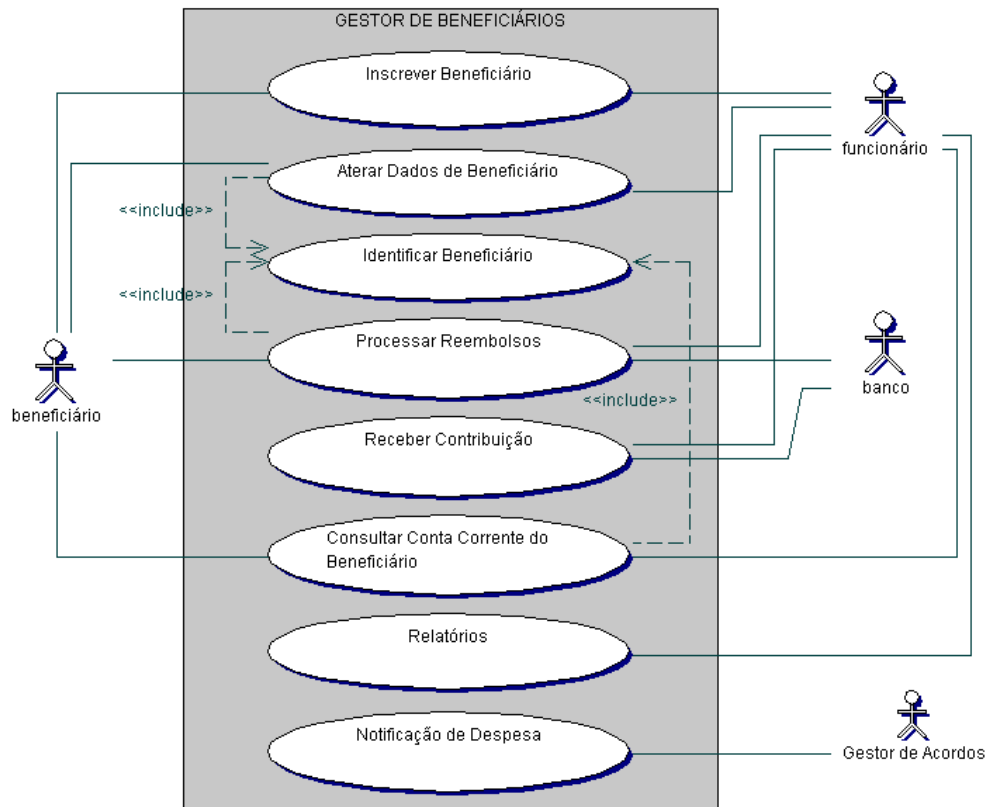 GESTOR DE BENEFICIÁRIOS
Inscrever Beneficiário
funcionário
Aterar Dados de Beneficiário
<<include>>
Identificar Beneficiário
<<include>>
Processar Reembolsos
banco
<<include>>
beneficiário
Receber Contribuição
Consultar Conta Corrente do
Beneficiário
Relatórios
Notificação de Despesa
Gestor de Acordos